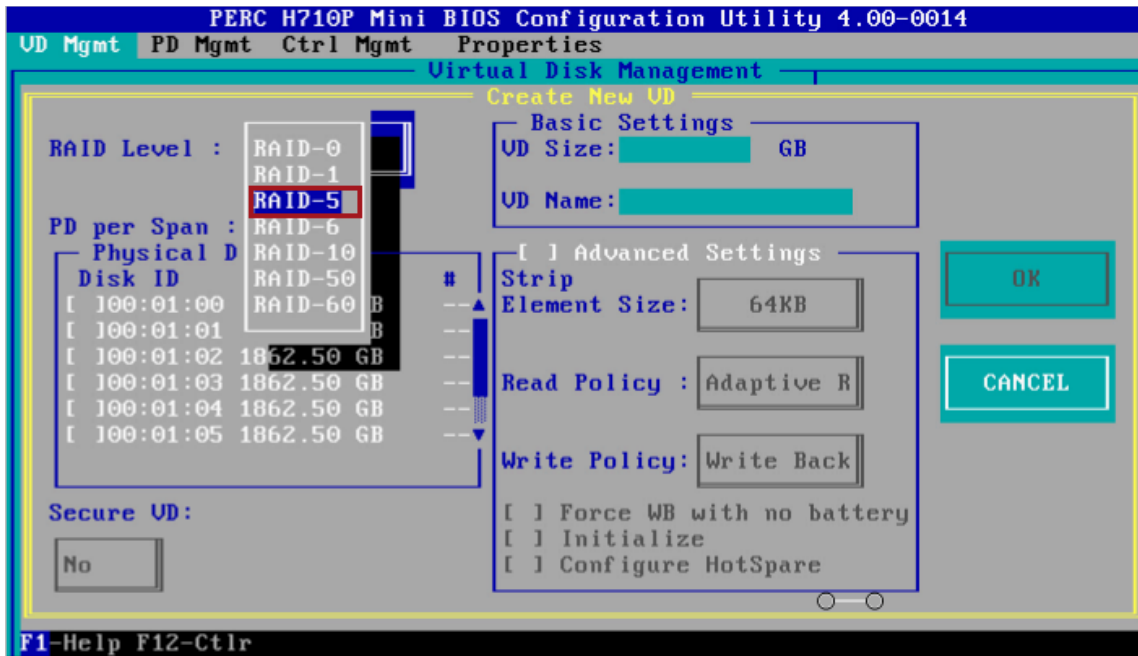 PERC H710P Mini BIOS Configuration Utility 4.00-0014
VD Mgmt PD Mgmt Ctrl Mgmt Properties
Virtual Disk Management
Create New VD
RAID Level :
RAID-0
RAID-1
RAID-5
RAID-6
RAID-10
RAID-50
RAID-60
PD per Span :
Physical D
Disk ID #
[ ]00:01:00 B --
[ ]00:01:01 B --
[ ]00:01:02 1862.50 GB --
[ ]00:01:03 1862.50 GB --
[ ]00:01:04 1862.50 GB --
[ ]00:01:05 1862.50 GB --
Secure VD:
No
Basic Settings
VD Size: GB
VD Name:
[ ] Advanced Settings
Strip
Element Size: 64KB
Read Policy : Adaptive R
Write Policy: Write Back
[ ] Force WB with no battery
[ ] Initialize
[ ] Configure HotSpare
OK
CANCEL
F1-Help F12-Ctlr